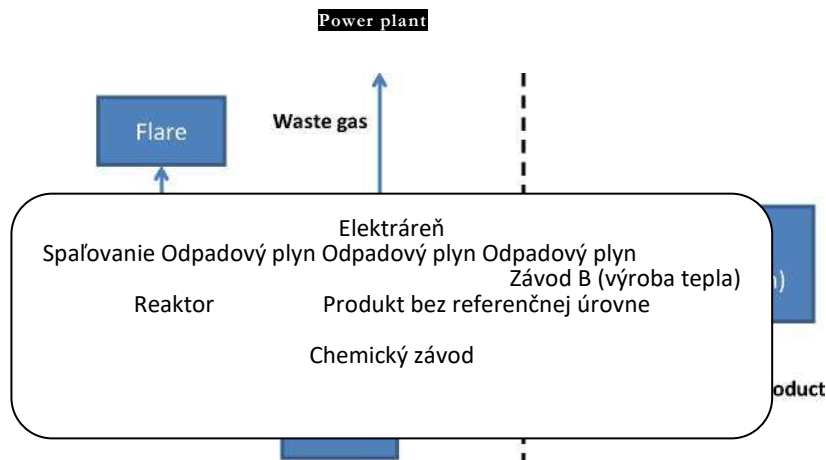 Power plant
Flare
Waste gas
Elektráreň
Spaľovanie Odpadový plyn Odpadový plyn Odpadový plyn
Závod B (výroba tepla)
Reaktor Produkt bez referenčnej úrovne
Chemický závod